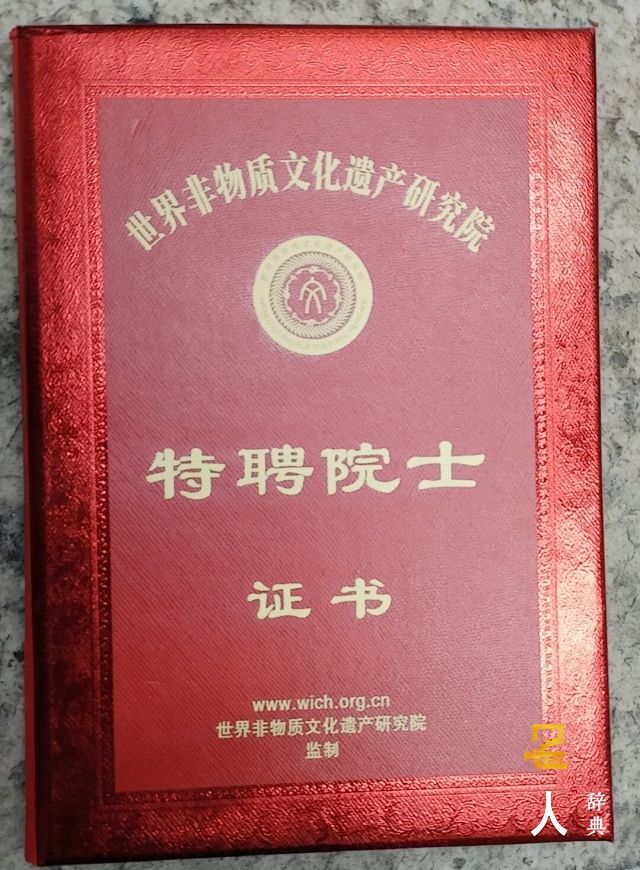 世界非物质文化遗产研究院
文
特聘院士
证书
www.wich.org.cn
世界非物质文化遗产研究院
监制
名
人
辞典